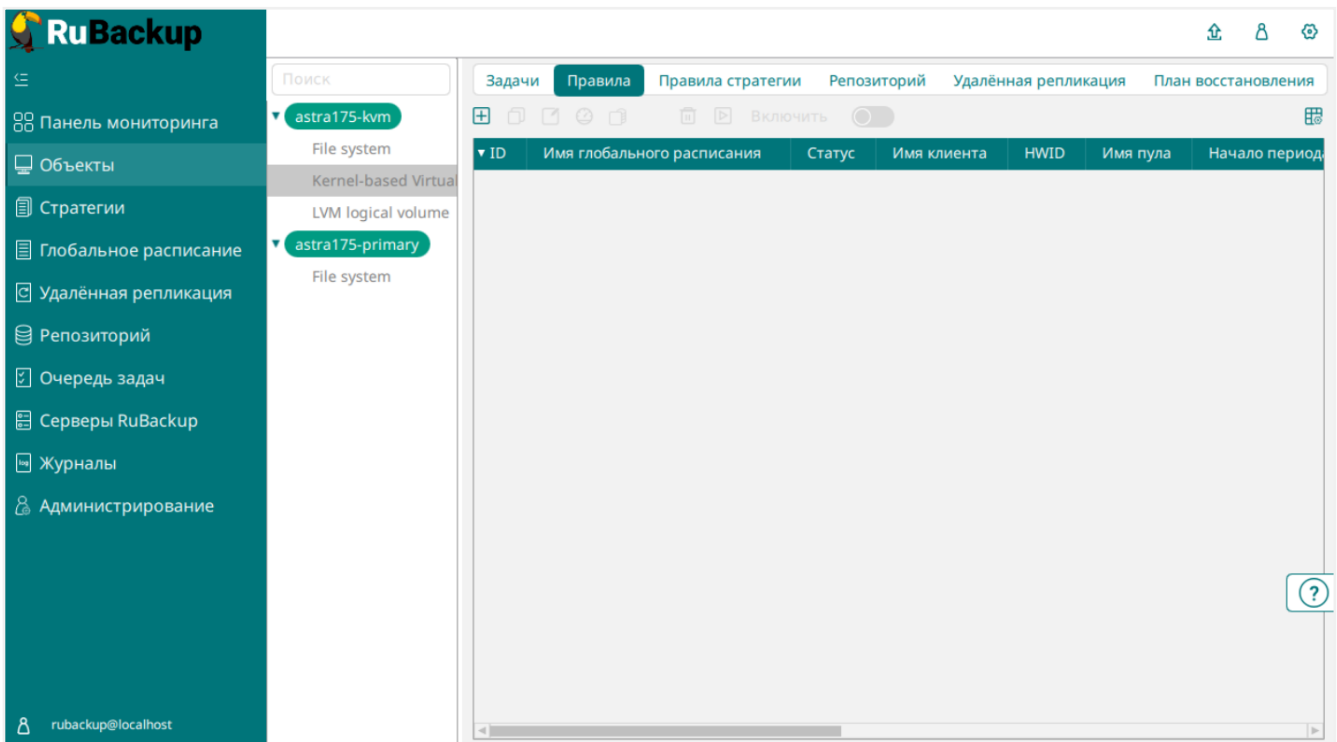 RuBackup
Панель мониторинга
Объекты
Стратегии
Глобальное расписание
Удалённая репликация
Репозиторий
Очередь задач
Серверы RuBackup
Журналы
Администрирование
rubackup@localhost
Поиск
astra175-kvm
File system
Kernel-based Virtual
LVM logical volume
astra175-primary
File system
Задачи Правила Правила стратегии Репозиторий Удалённая репликация План восстановления
Включить
ID Имя глобального расписания Статус Имя клиента HWID Имя пула Начало период
?